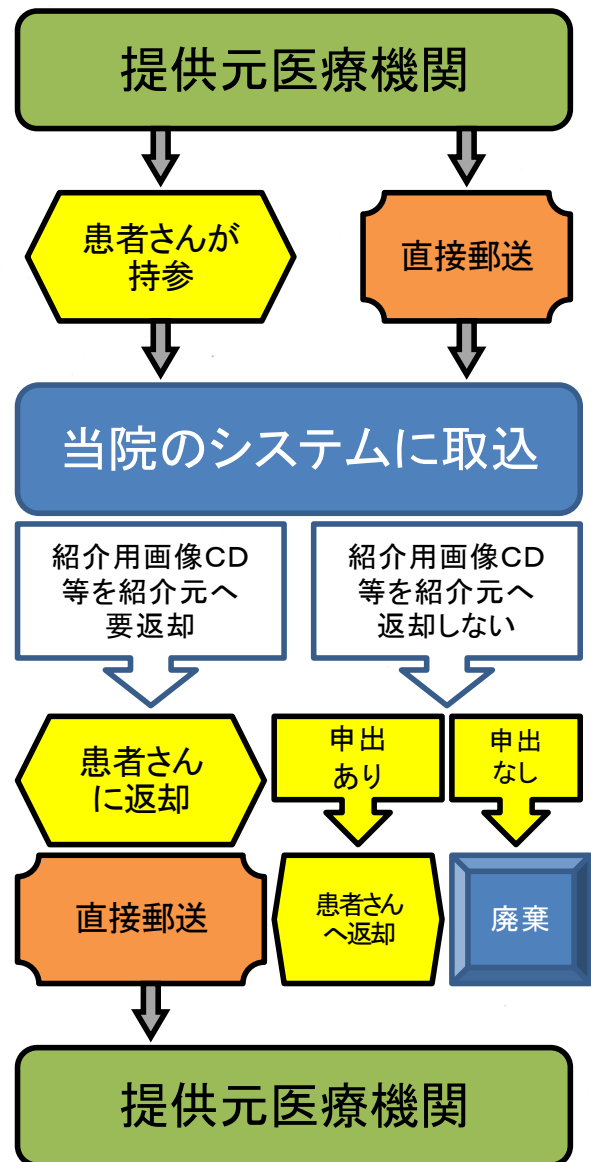 提供元医療機関
患者さんが
持参
直接郵送
当院のシステムに取込
紹介用画像CD
等を紹介元へ
要返却
紹介用画像CD
等を紹介元へ
返却しない
患者さん
に返却
申出
あり
申出
なし
直接郵送
患者さん
へ返却
廃棄
提供元医療機関